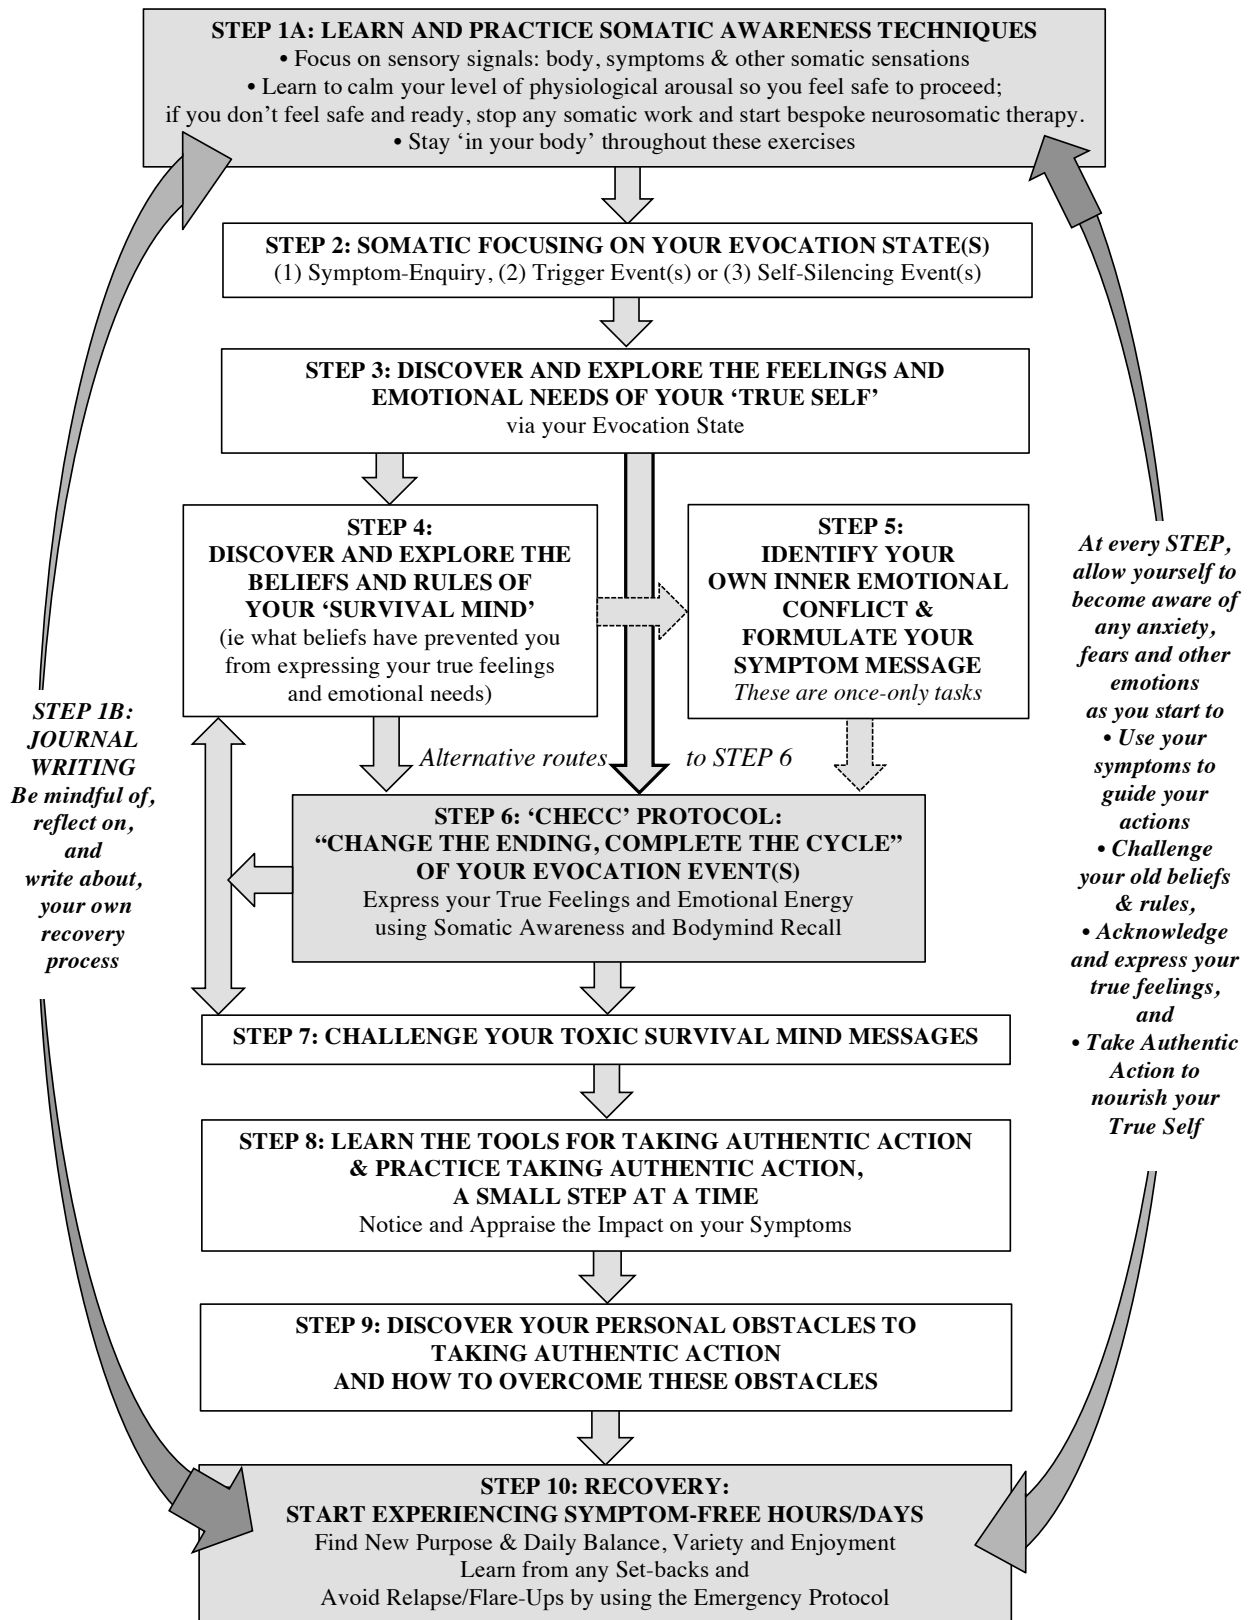 STEP 1A: LEARN AND PRACTICE SOMATIC AWARENESS TECHNIQUES
• Focus on sensory signals: body, symptoms & other somatic sensations
• Learn to calm your level of physiological arousal so you feel safe to proceed;
if you don’t feel safe and ready, stop any somatic work and start bespoke neurosomatic therapy.
• Stay ‘in your body’ throughout these exercises
STEP 2: SOMATIC FOCUSING ON YOUR EVOCATION STATE(S)
(1) Symptom-Enquiry, (2) Trigger Event(s) or (3) Self-Silencing Event(s)
STEP 3: DISCOVER AND EXPLORE THE FEELINGS AND
EMOTIONAL NEEDS OF YOUR ‘TRUE SELF’
via your Evocation State
STEP 4:
DISCOVER AND EXPLORE THE
BELIEFS AND RULES OF
YOUR ‘SURVIVAL MIND’
(ie what beliefs have prevented you
from expressing your true feelings
and emotional needs)
STEP 5:
IDENTIFY YOUR
OWN INNER EMOTIONAL
CONFLICT &
FORMULATE YOUR
SYMPTOM MESSAGE
These are once-only tasks
Alternative routes to STEP 6
STEP 6: ‘CHECC’ PROTOCOL:
“CHANGE THE ENDING, COMPLETE THE CYCLE”
OF YOUR EVOCATION EVENT(S)
Express your True Feelings and Emotional Energy
using Somatic Awareness and Bodymind Recall
STEP 7: CHALLENGE YOUR TOXIC SURVIVAL MIND MESSAGES
STEP 8: LEARN THE TOOLS FOR TAKING AUTHENTIC ACTION
& PRACTICE TAKING AUTHENTIC ACTION,
A SMALL STEP AT A TIME
Notice and Appraise the Impact on your Symptoms
STEP 9: DISCOVER YOUR PERSONAL OBSTACLES TO
TAKING AUTHENTIC ACTION
AND HOW TO OVERCOME THESE OBSTACLES
STEP 10: RECOVERY:
START EXPERIENCING SYMPTOM-FREE HOURS/DAYS
Find New Purpose & Daily Balance, Variety and Enjoyment
Learn from any Set-backs and
Avoid Relapse/Flare-Ups by using the Emergency Protocol
STEP 1B:
JOURNAL
WRITING
Be mindful of,
reflect on,
and
write about,
your own
recovery
process
At every STEP,
allow yourself to
become aware of
any anxiety,
fears and other
emotions
as you start to
• Use your
symptoms to
guide your
actions
• Challenge
your old beliefs
& rules,
• Acknowledge
and express your
true feelings,
and
• Take Authentic
Action to
nourish your
True Self